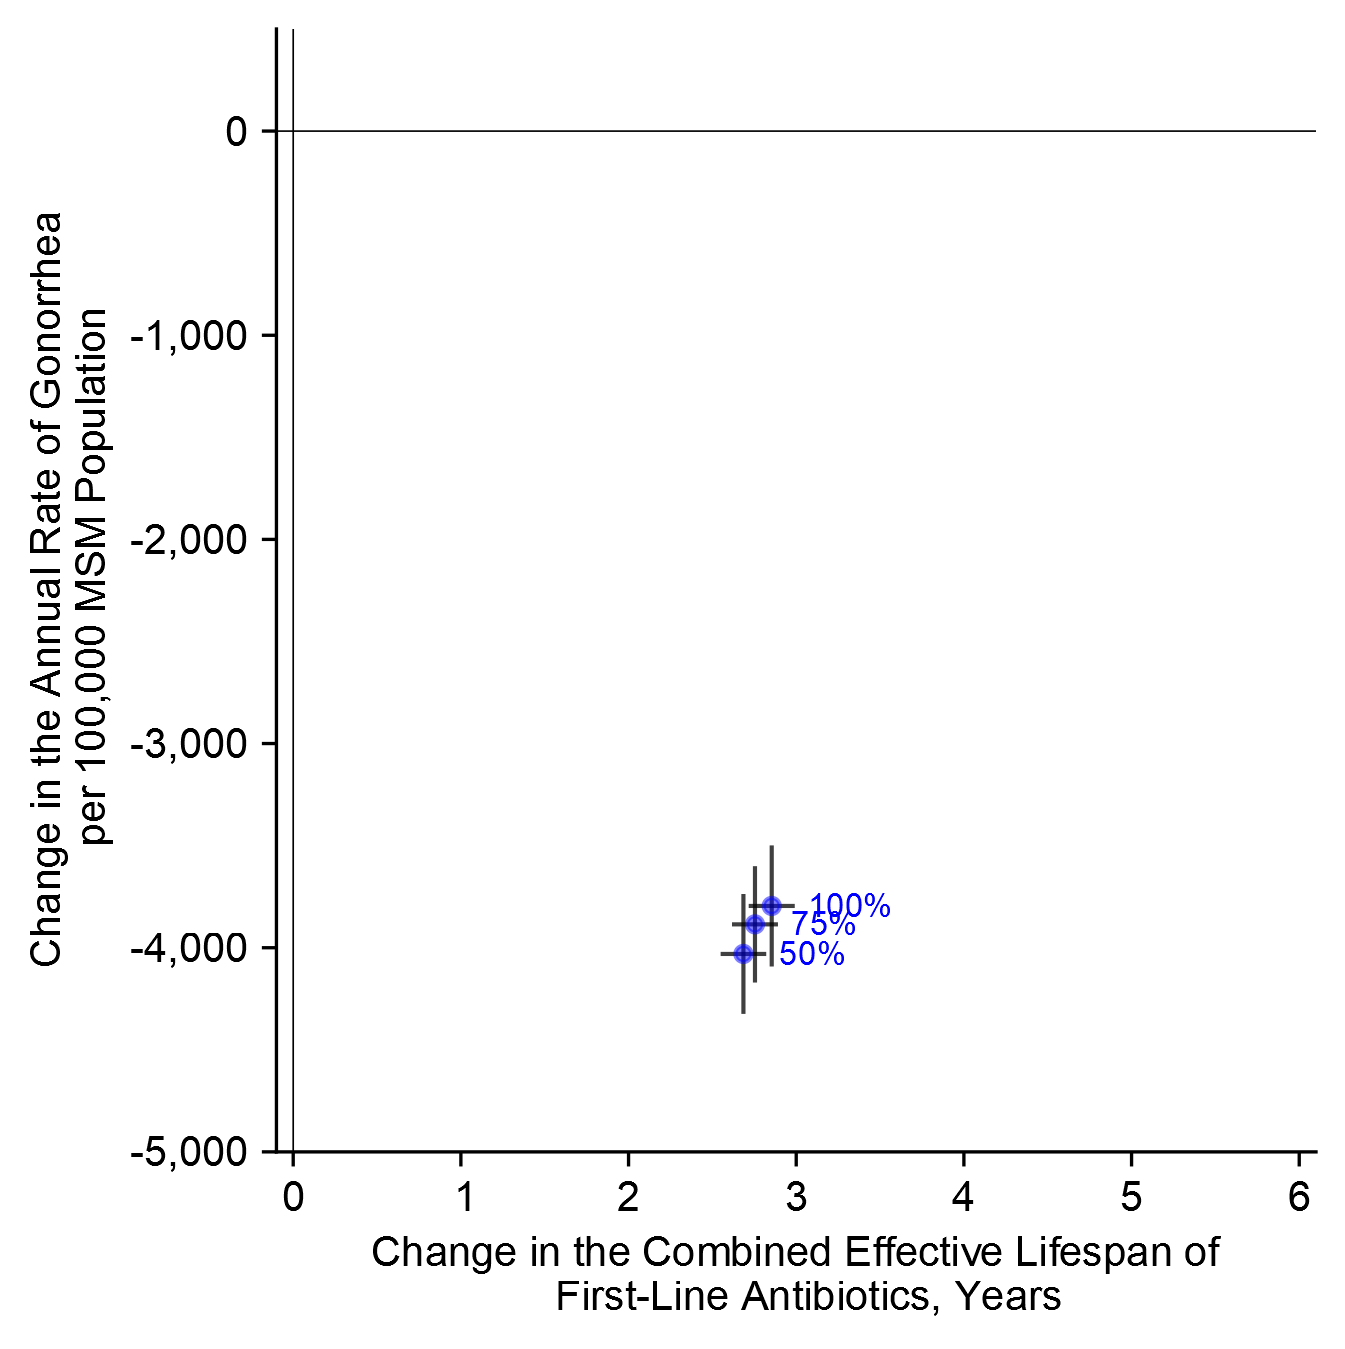 Change in the Annual Rate of Gonorrhea
per 100,000 MSM Population
0
-1,000
-2,000
-3,000
-4,000
-5,000
100%
75%
50%
0 1 2 3 4 5 6
Change in the Combined Effective Lifespan of
First-Line Antibiotics, Years